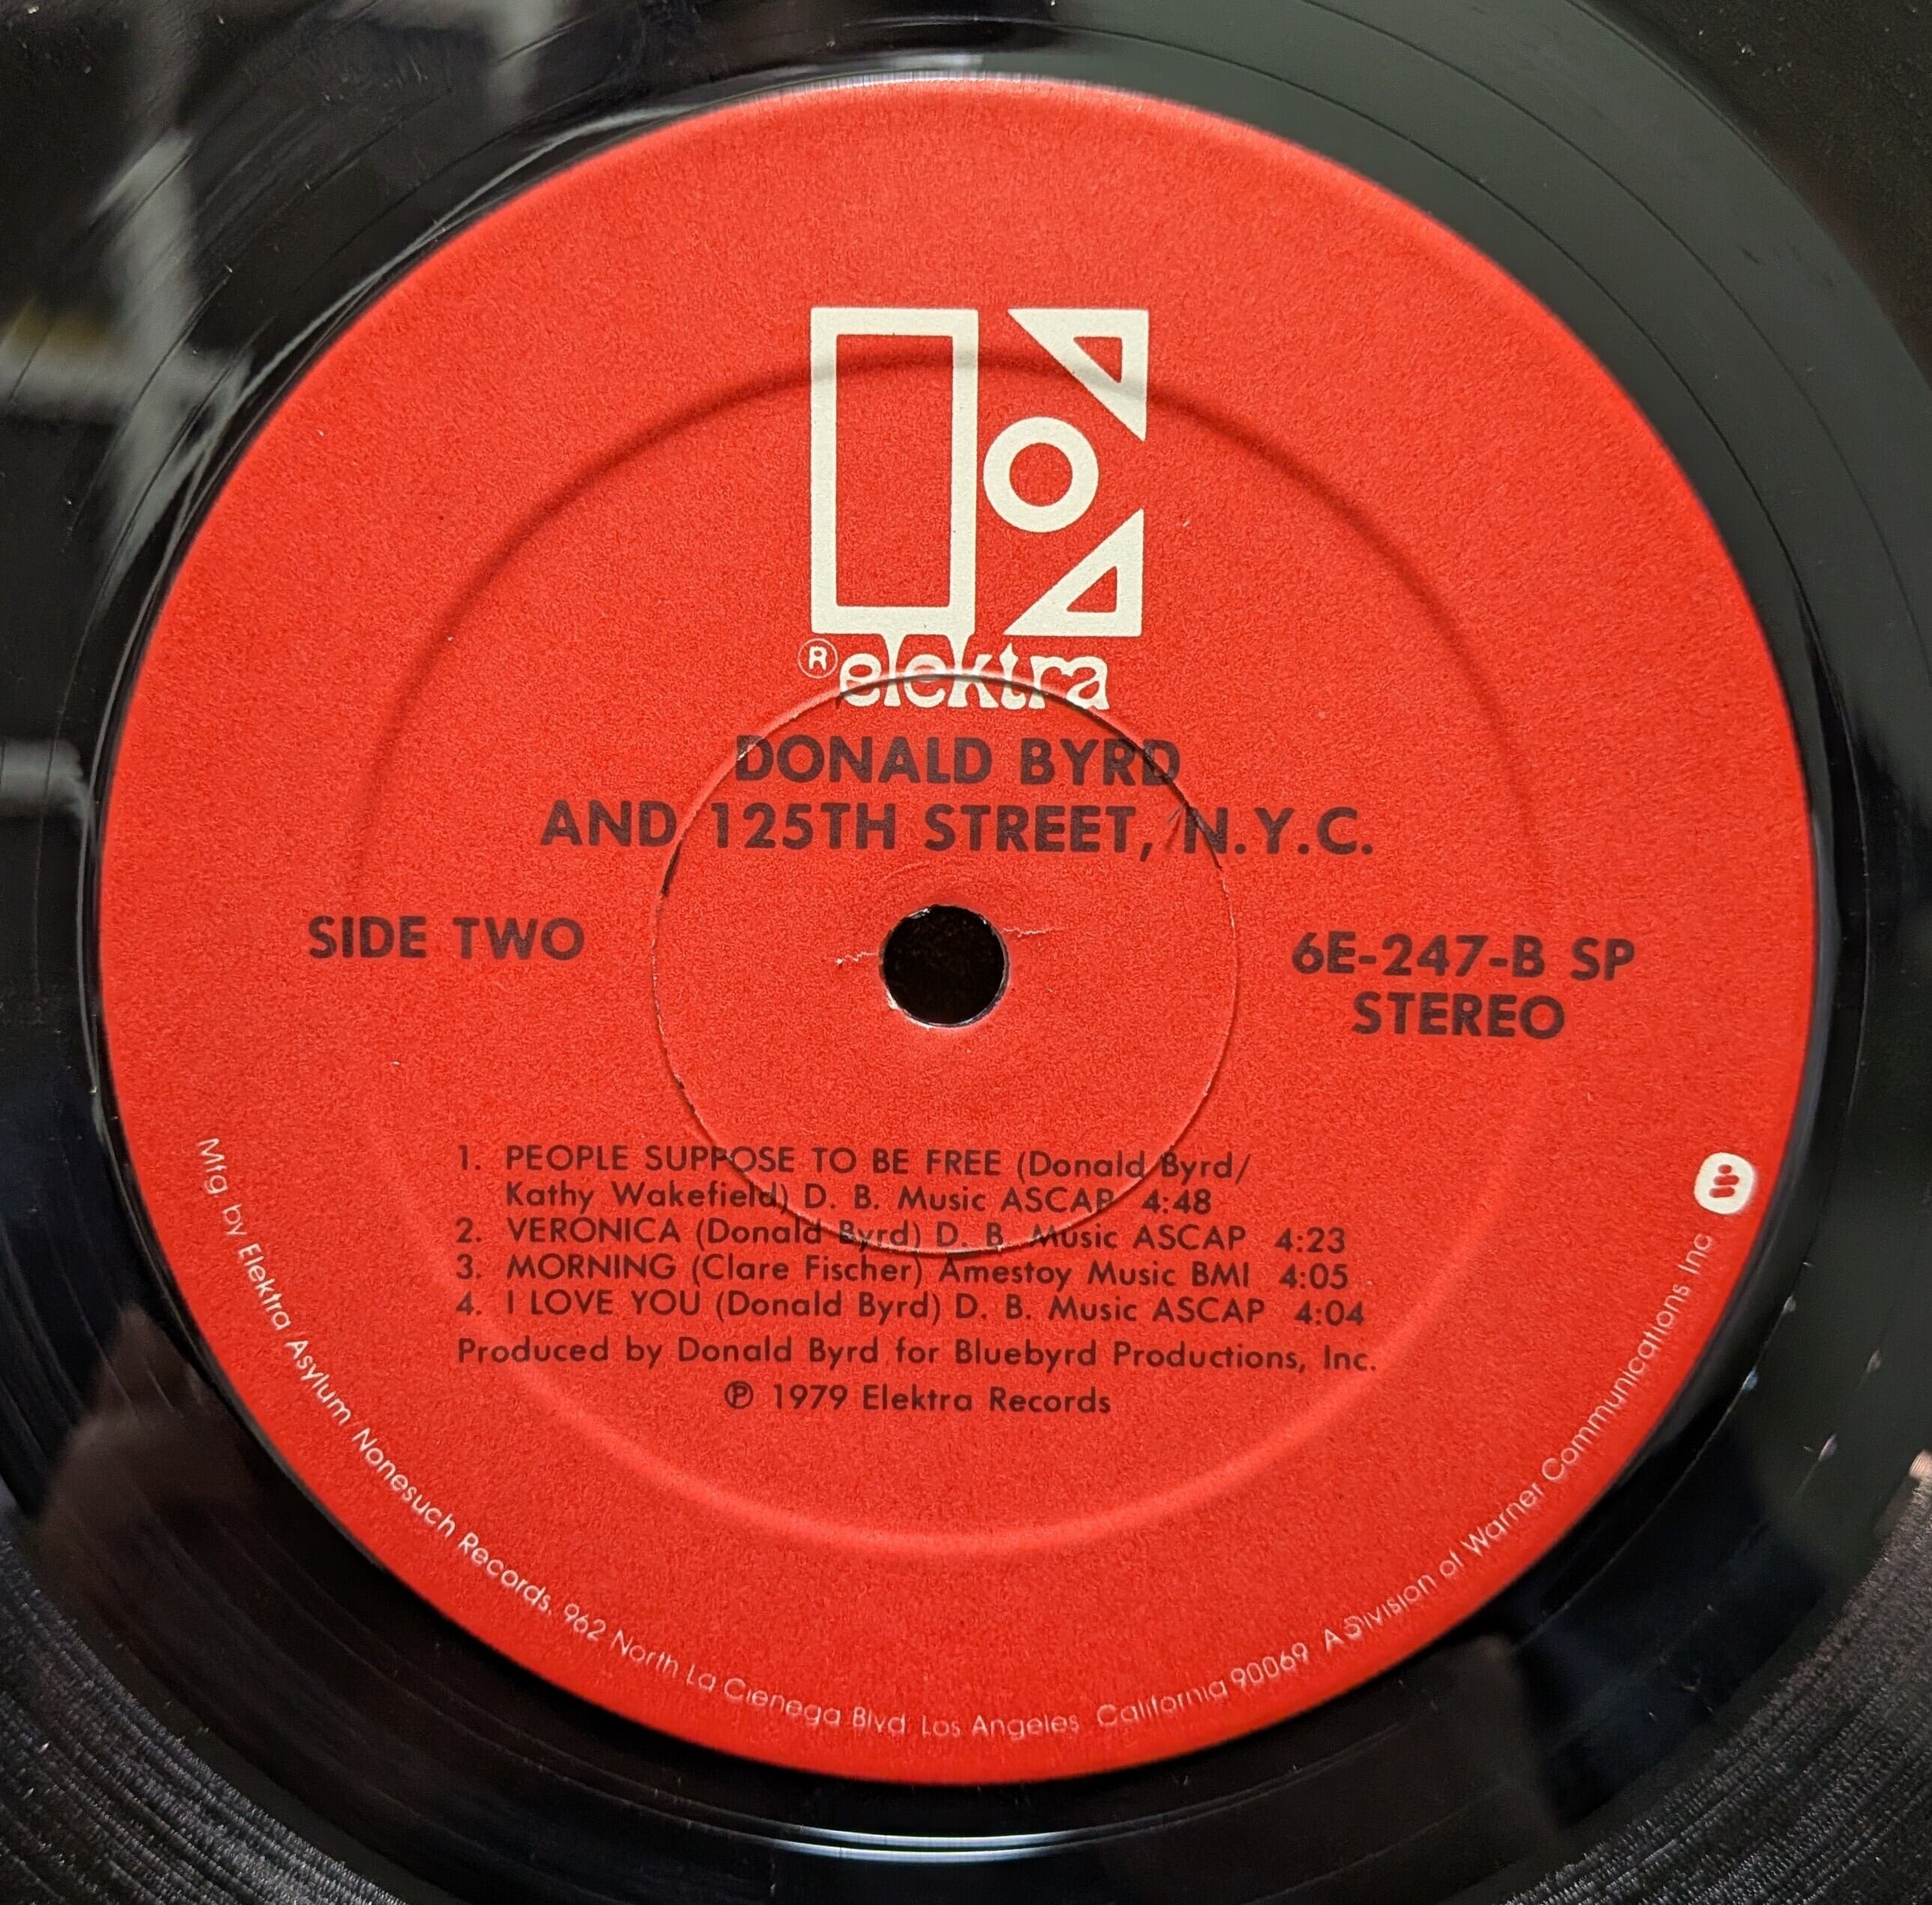 ® elektra
DONALD BYRD
AND 125TH STREET, N.Y.C.
SIDE TWO
6E-247-B SP
STEREO
1. PEOPLE SUPPOSE TO BE FREE (Donald Byrd/
Kathy Wakefield) D. B. Music ASCAP 4:48
2. VERONICA (Donald Byrd) D. B. Music ASCAP 4:23
3. MORNING (Clare Fischer) Amestoy Music BMI 4:05
4. I LOVE YOU (Donald Byrd) D. B. Music ASCAP 4:04
Produced by Donald Byrd for Bluebyrd Productions, Inc.
℗ 1979 Elektra Records
Mfg by Elektra Asylum/Nonesuch Records, 962 North La Cienega Blvd. Los Angeles California 90069 A Division of Warner Communications Inc